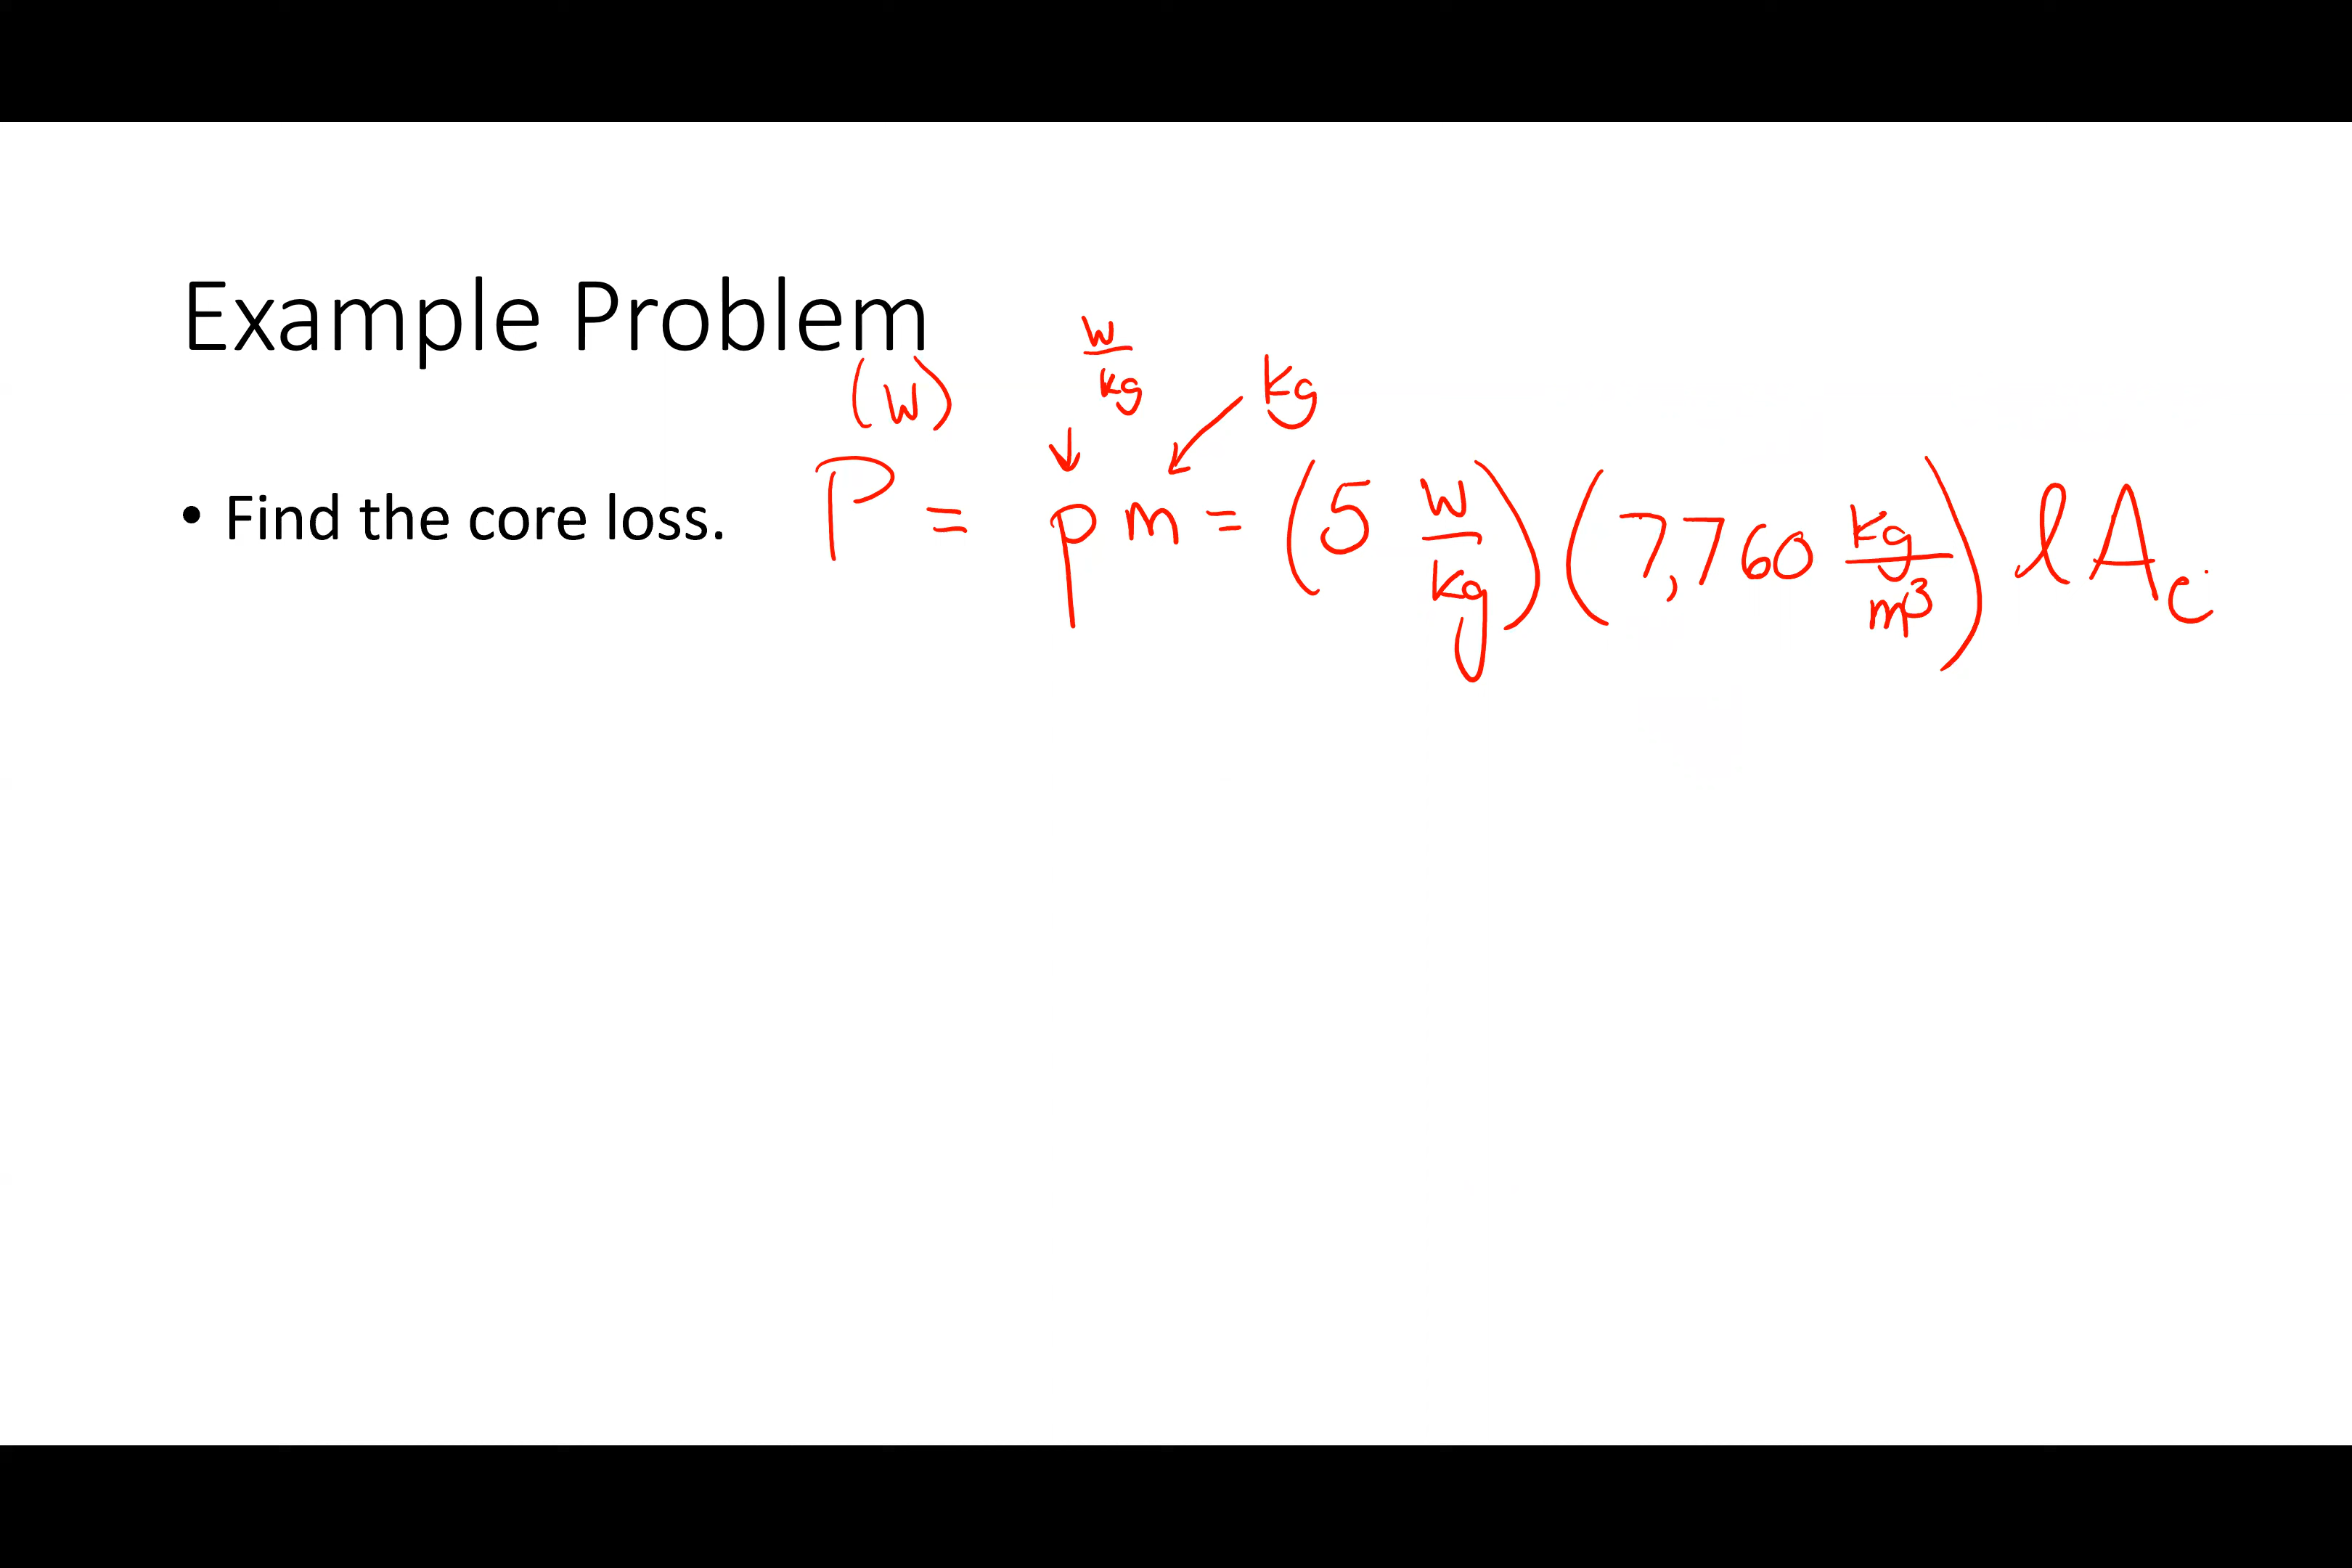 Example Problem
(W)
W/kg
kg
• Find the core loss.
P = p m = (5 W/kg)(7,760 kg/m³) l A_c